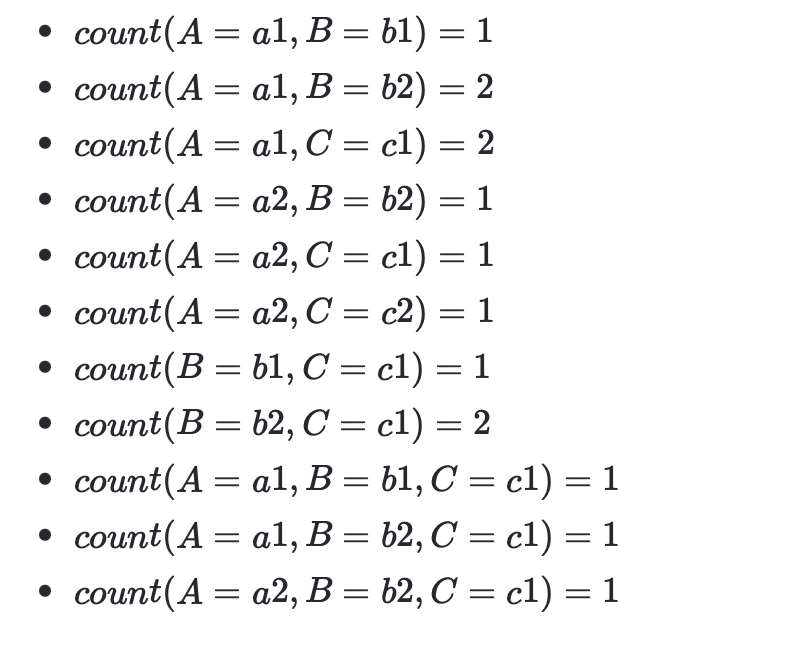 • count(A = a1, B = b1) = 1
• count(A = a1, B = b2) = 2
• count(A = a1, C = c1) = 2
• count(A = a2, B = b2) = 1
• count(A = a2, C = c1) = 1
• count(A = a2, C = c2) = 1
• count(B = b1, C = c1) = 1
• count(B = b2, C = c1) = 2
• count(A = a1, B = b1, C = c1) = 1
• count(A = a1, B = b2, C = c1) = 1
• count(A = a2, B = b2, C = c1) = 1